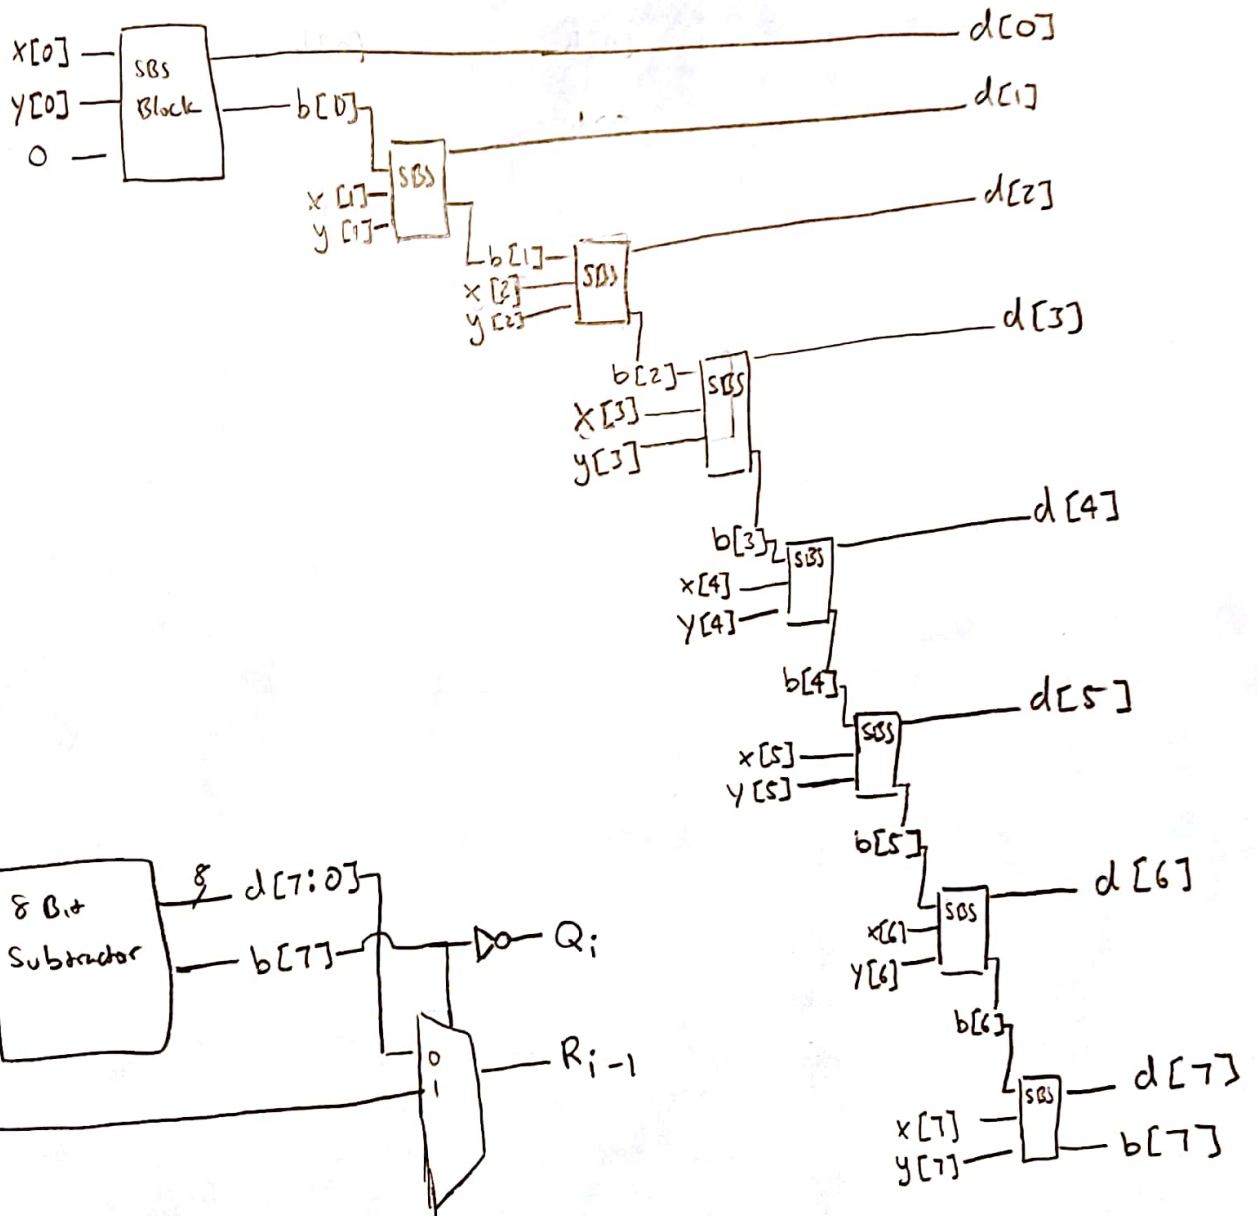 x[0] SBS d[0]
y[0] Block b[0] d[1]
0
SBS
x[1]
y[1]
d[2]
b[1] SBS
x[2]
y[2]
d[3]
b[2] SBS
x[3]
y[3]
d[4]
b[3] SBS
x[4]
y[4]
b[4] d[5]
SBS
x[5]
y[5]
b[5]
8 Bit 8 d[7:0] d[6]
Subtractor b[7] Qi SBS
x[6]
y[6]
b[6]
0 Ri-1
1
SBS d[7]
x[7] b[7]
y[7]